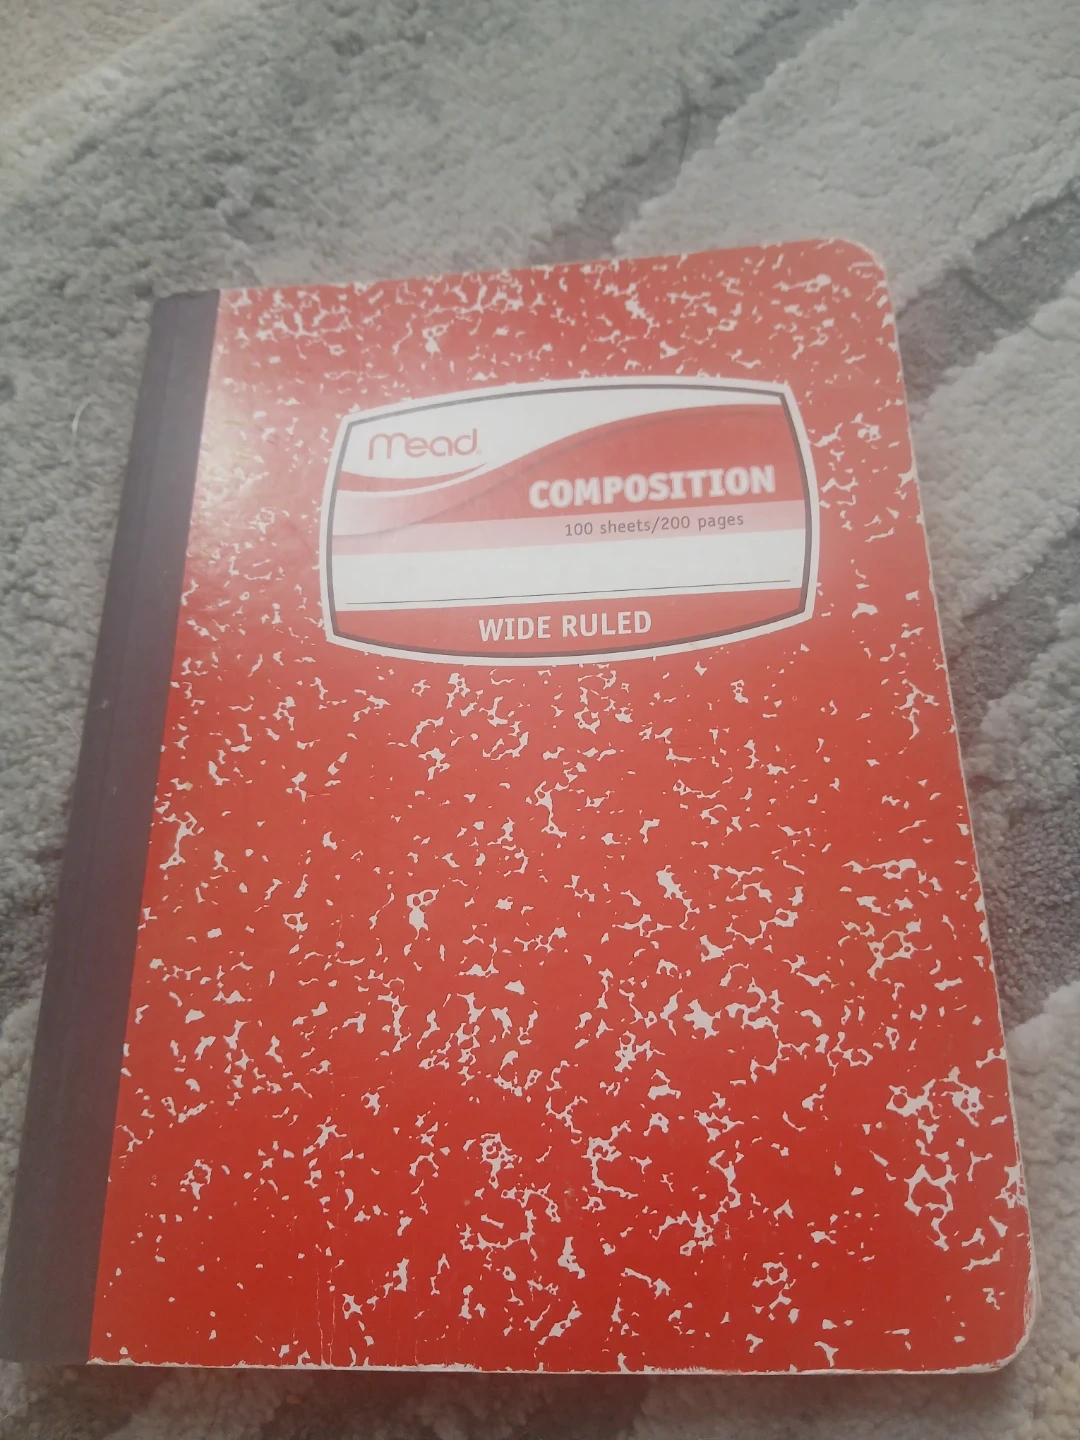 Mead
COMPOSITION
100 sheets/200 pages
WIDE RULED